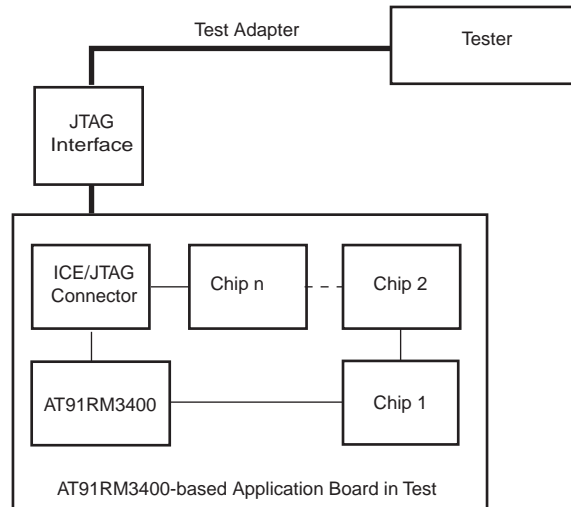 Test Adapter
Tester
JTAG
Interface
ICE/JTAG
Connector
Chip n
Chip 2
AT91RM3400
Chip 1
AT91RM3400-based Application Board in Test